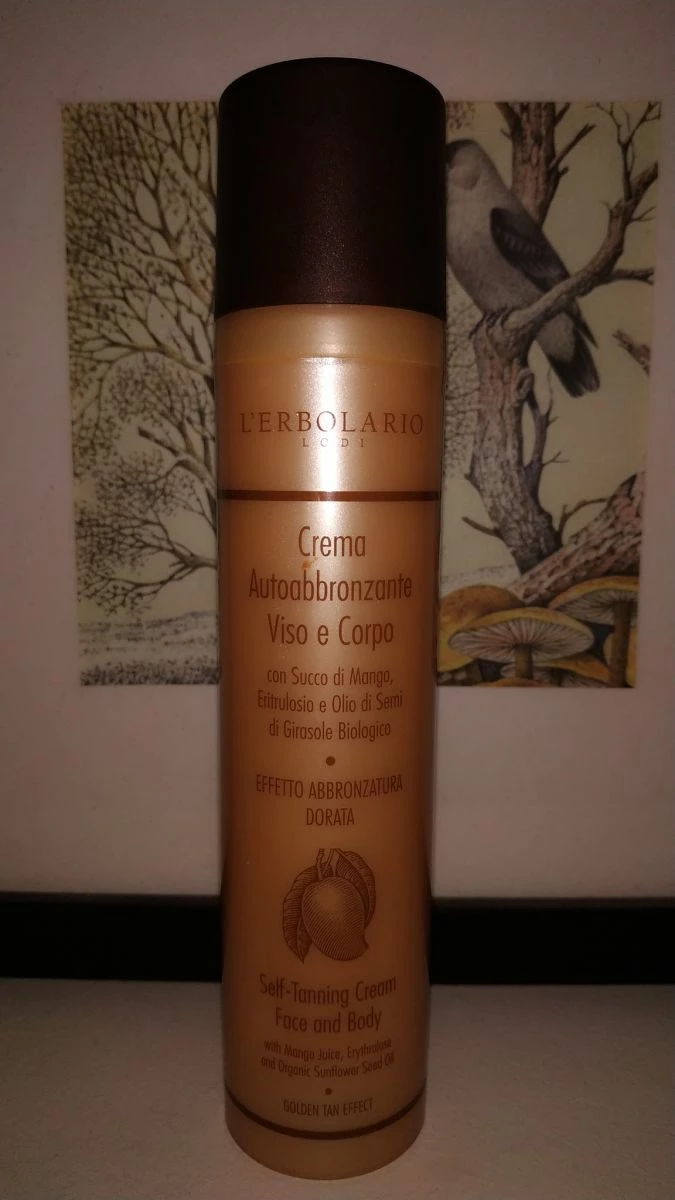 L'ERBOLARIO
LODI
Crema
Autoabbronzante
Viso e Corpo
con Succo di Mango,
Eritrulosio e Olio di Semi
di Girasole Biologico
•
EFFETTO ABBRONZATURA
DORATA
Self-Tanning Cream
Face and Body
with Mango Juice, Erythrulose
and Organic Sunflower Seed Oil
•
GOLDEN TAN EFFECT